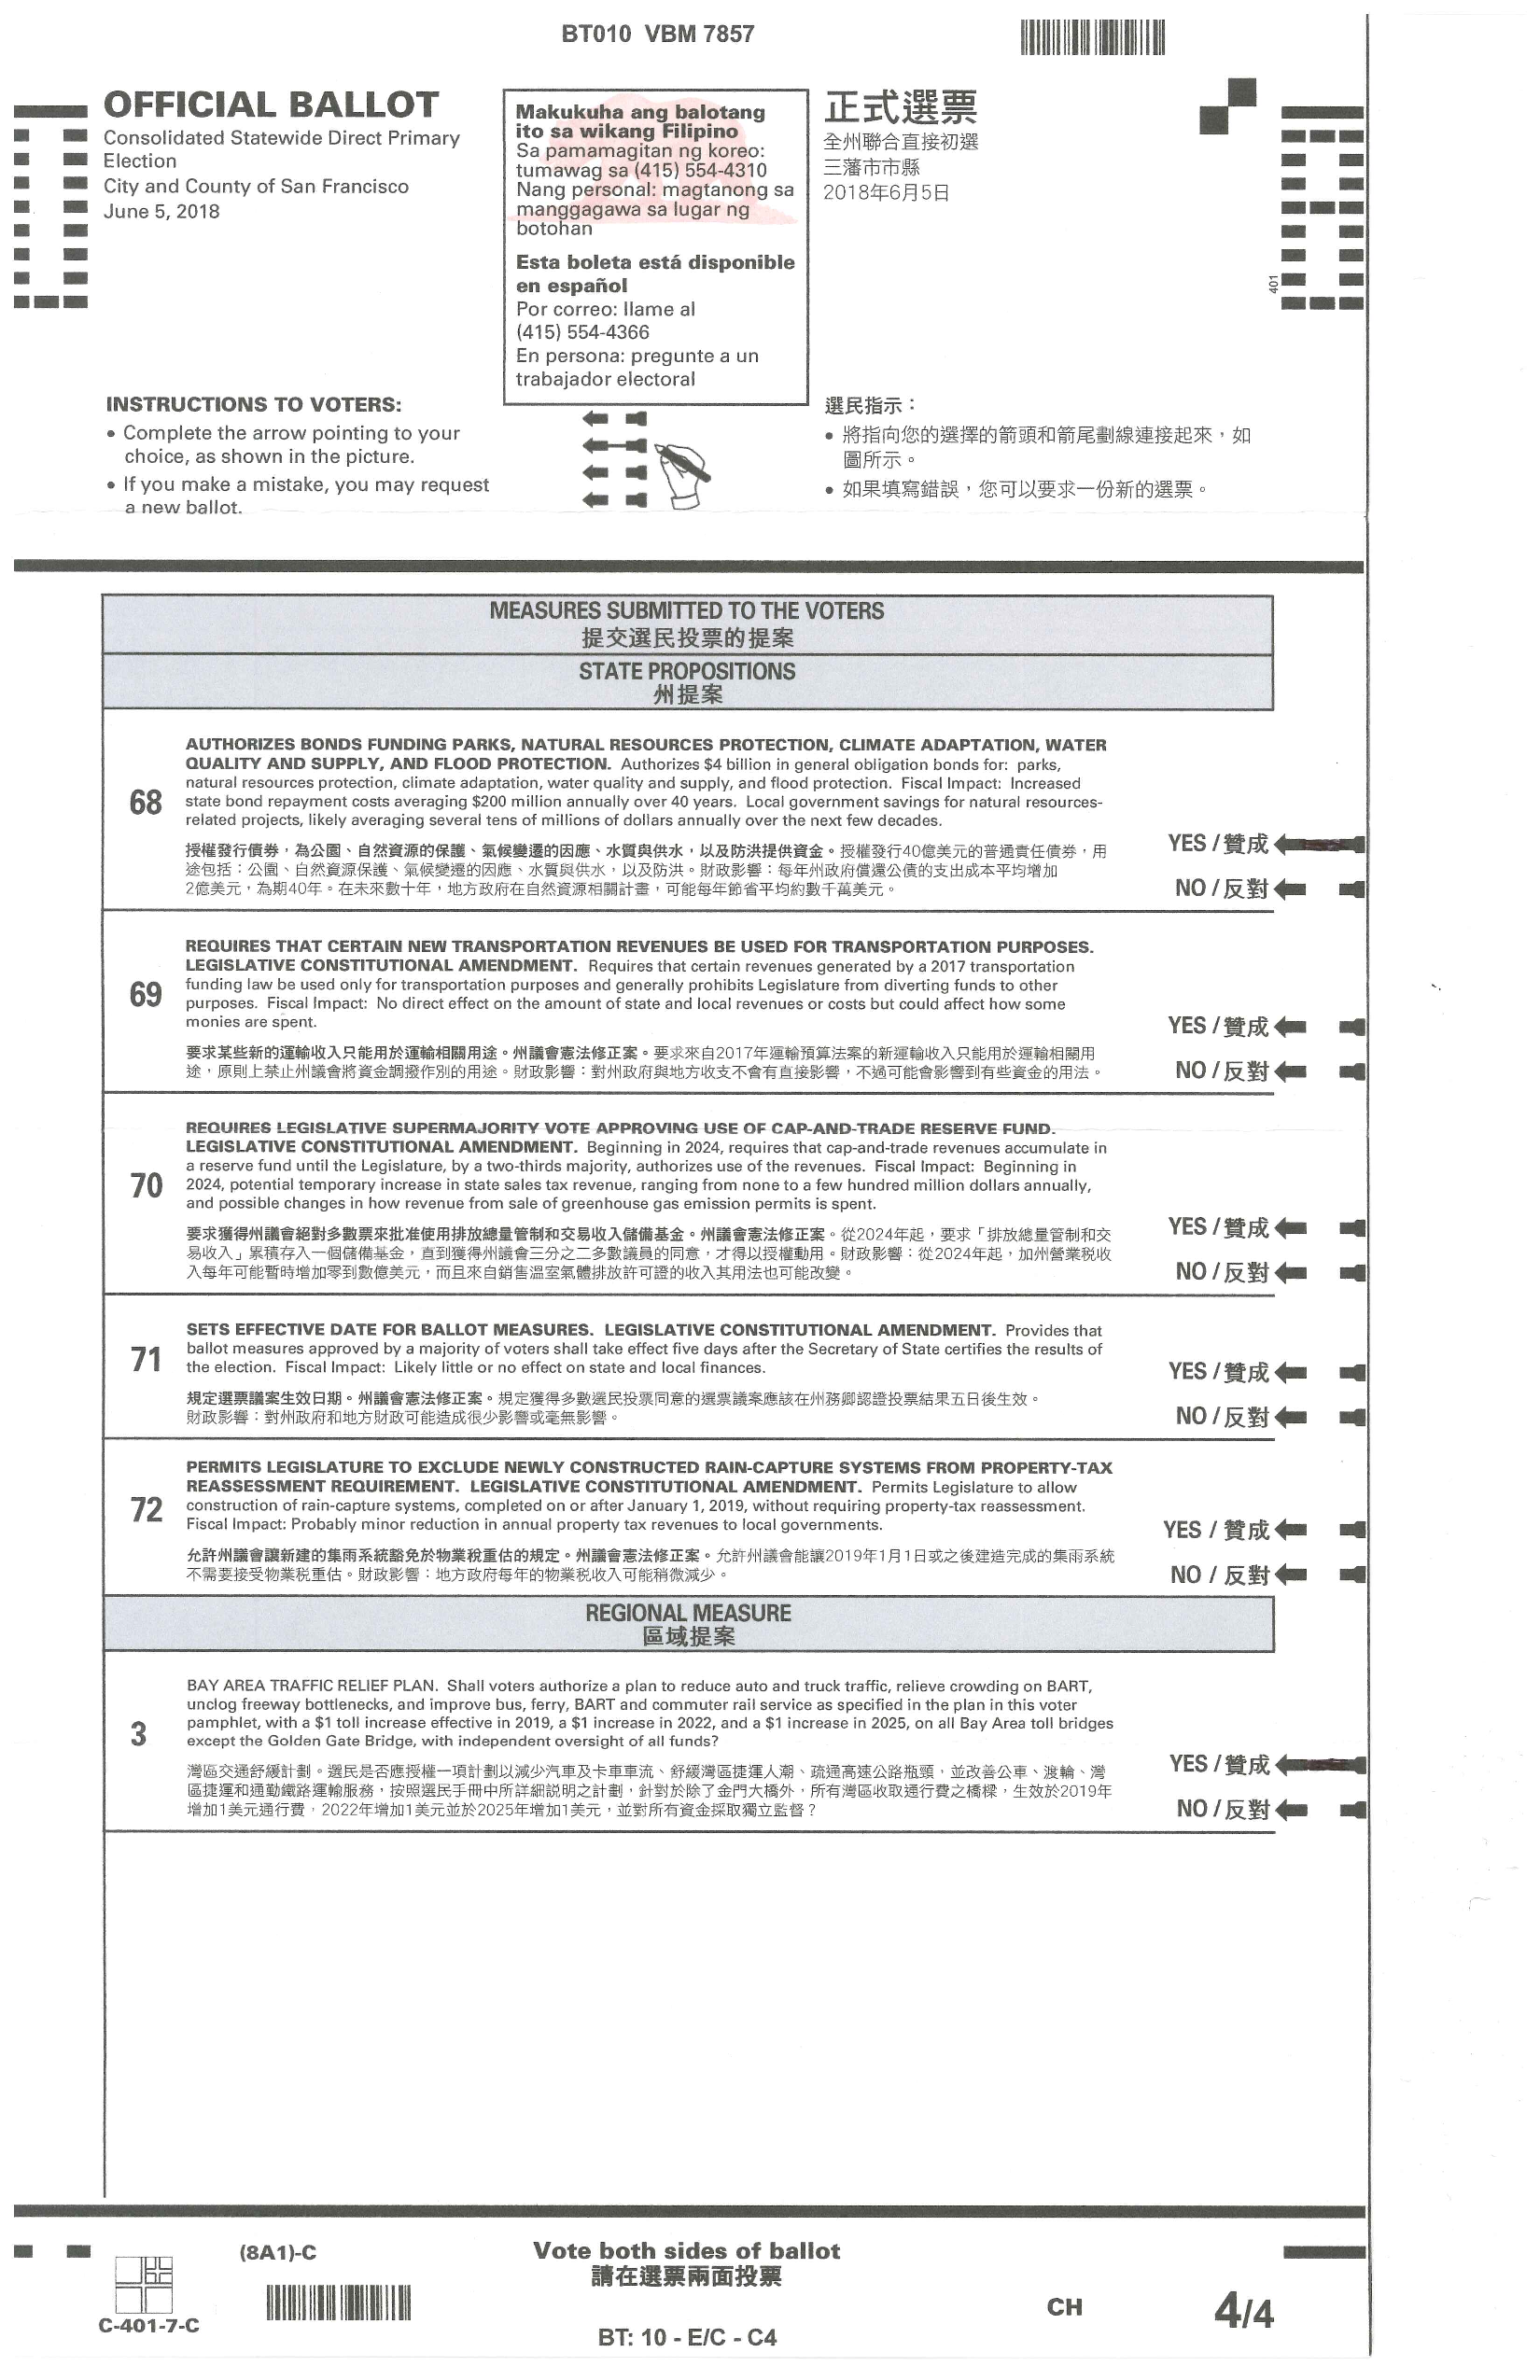 BT010 VBM 7857
OFFICIAL BALLOT
Consolidated Statewide Direct Primary
Election
City and County of San Francisco
June 5, 2018
Makukuha ang balotang
ito sa wikang Filipino
Sa pamamagitan ng koreo:
tumawag sa (415) 554-4310
Nang personal: magtanong sa
manggagawa sa lugar ng
botohan
Esta boleta está disponible
en español
Por correo: llame al
(415) 554-4366
En persona: pregunte a un
trabajador electoral
正式選票
全州聯合直接初選
三藩市市縣
2018年6月5日
401
INSTRUCTIONS TO VOTERS:
• Complete the arrow pointing to your
choice, as shown in the picture.
• If you make a mistake, you may request
a new ballot.
選民指示：
• 將指向您的選擇的箭頭和箭尾劃線連接起來，如
圖所示。
• 如果填寫錯誤，您可以要求一份新的選票。
MEASURES SUBMITTED TO THE VOTERS
提交選民投票的提案
STATE PROPOSITIONS
州提案
68
AUTHORIZES BONDS FUNDING PARKS, NATURAL RESOURCES PROTECTION, CLIMATE ADAPTATION, WATER
QUALITY AND SUPPLY, AND FLOOD PROTECTION. Authorizes $4 billion in general obligation bonds for: parks,
natural resources protection, climate adaptation, water quality and supply, and flood protection. Fiscal Impact: Increased
state bond repayment costs averaging $200 million annually over 40 years. Local government savings for natural resources-
related projects, likely averaging several tens of millions of dollars annually over the next few decades.
授權發行債券，為公園、自然資源的保護、氣候變遷的因應、水質與供水，以及防洪提供資金。授權發行40億美元的普通責任債券，用
途包括：公園、自然資源保護、氣候變遷的因應、水質與供水，以及防洪。財政影響：每年州政府償還公債的支出成本平均增加
2億美元，為期40年。在未來數十年，地方政府在自然資源相關計畫，可能每年節省平均約數千萬美元。
YES / 贊成
NO / 反對
69
REQUIRES THAT CERTAIN NEW TRANSPORTATION REVENUES BE USED FOR TRANSPORTATION PURPOSES.
LEGISLATIVE CONSTITUTIONAL AMENDMENT. Requires that certain revenues generated by a 2017 transportation
funding law be used only for transportation purposes and generally prohibits Legislature from diverting funds to other
purposes. Fiscal Impact: No direct effect on the amount of state and local revenues or costs but could affect how some
monies are spent.
要求某些新的運輸收入只能用於運輸相關用途。州議會憲法修正案。要求來自2017年運輸預算法案的新運輸收入只能用於運輸相關用
途，原則上禁止州議會將資金調撥作別的用途。財政影響：對州政府與地方收支不會有直接影響，不過可能會影響到有些資金的用法。
YES / 贊成
NO / 反對
70
REQUIRES LEGISLATIVE SUPERMAJORITY VOTE APPROVING USE OF CAP-AND-TRADE RESERVE FUND.
LEGISLATIVE CONSTITUTIONAL AMENDMENT. Beginning in 2024, requires that cap-and-trade revenues accumulate in
a reserve fund until the Legislature, by a two-thirds majority, authorizes use of the revenues. Fiscal Impact: Beginning in
2024, potential temporary increase in state sales tax revenue, ranging from none to a few hundred million dollars annually,
and possible changes in how revenue from sale of greenhouse gas emission permits is spent.
要求獲得州議會絕對多數票來批准使用排放總量管制和交易收入儲備基金。州議會憲法修正案。從2024年起，要求「排放總量管制和交
易收入」累積存入一個儲備基金，直到獲得州議會三分之二多數議員的同意，才得以授權動用。財政影響：從2024年起，加州營業稅收
入每年可能暫時增加零到數億美元，而且來自銷售溫室氣體排放許可證的收入其用法也可能改變。
YES / 贊成
NO / 反對
71
SETS EFFECTIVE DATE FOR BALLOT MEASURES. LEGISLATIVE CONSTITUTIONAL AMENDMENT. Provides that
ballot measures approved by a majority of voters shall take effect five days after the Secretary of State certifies the results of
the election. Fiscal Impact: Likely little or no effect on state and local finances.
規定選票議案生效日期。州議會憲法修正案。規定獲得多數選民投票同意的選票議案應該在州務卿認證投票結果五日後生效。
財政影響：對州政府和地方財政可能造成很少影響或毫無影響。
YES / 贊成
NO / 反對
72
PERMITS LEGISLATURE TO EXCLUDE NEWLY CONSTRUCTED RAIN-CAPTURE SYSTEMS FROM PROPERTY-TAX
REASSESSMENT REQUIREMENT. LEGISLATIVE CONSTITUTIONAL AMENDMENT. Permits Legislature to allow
construction of rain-capture systems, completed on or after January 1, 2019, without requiring property-tax reassessment.
Fiscal Impact: Probably minor reduction in annual property tax revenues to local governments.
允許州議會讓新建的集雨系統豁免於物業稅重估的規定。州議會憲法修正案。允許州議會能讓2019年1月1日或之後建造完成的集雨系統
不需要接受物業稅重估。財政影響：地方政府每年的物業稅收入可能稍微減少。
YES / 贊成
NO / 反對
REGIONAL MEASURE
區域提案
3
BAY AREA TRAFFIC RELIEF PLAN. Shall voters authorize a plan to reduce auto and truck traffic, relieve crowding on BART,
unclog freeway bottlenecks, and improve bus, ferry, BART and commuter rail service as specified in the plan in this voter
pamphlet, with a $1 toll increase effective in 2019, a $1 increase in 2022, and a $1 increase in 2025, on all Bay Area toll bridges
except the Golden Gate Bridge, with independent oversight of all funds?
灣區交通舒緩計劃。選民是否應授權一項計劃以減少汽車及卡車車流、舒緩灣區捷運人潮、疏通高速公路瓶頸，並改善公車、渡輪、灣
區捷運和通勤鐵路運輸服務，按照選民手冊中所詳細說明之計劃，針對於除了金門大橋外，所有灣區收取通行費之橋樑，生效於2019年
增加1美元通行費，2022年增加1美元並於2025年增加1美元，並對所有資金採取獨立監督？
YES / 贊成
NO / 反對
(8A1)-C
Vote both sides of ballot
請在選票兩面投票
C-401-7-C
CH
4/4
BT: 10 - E/C - C4